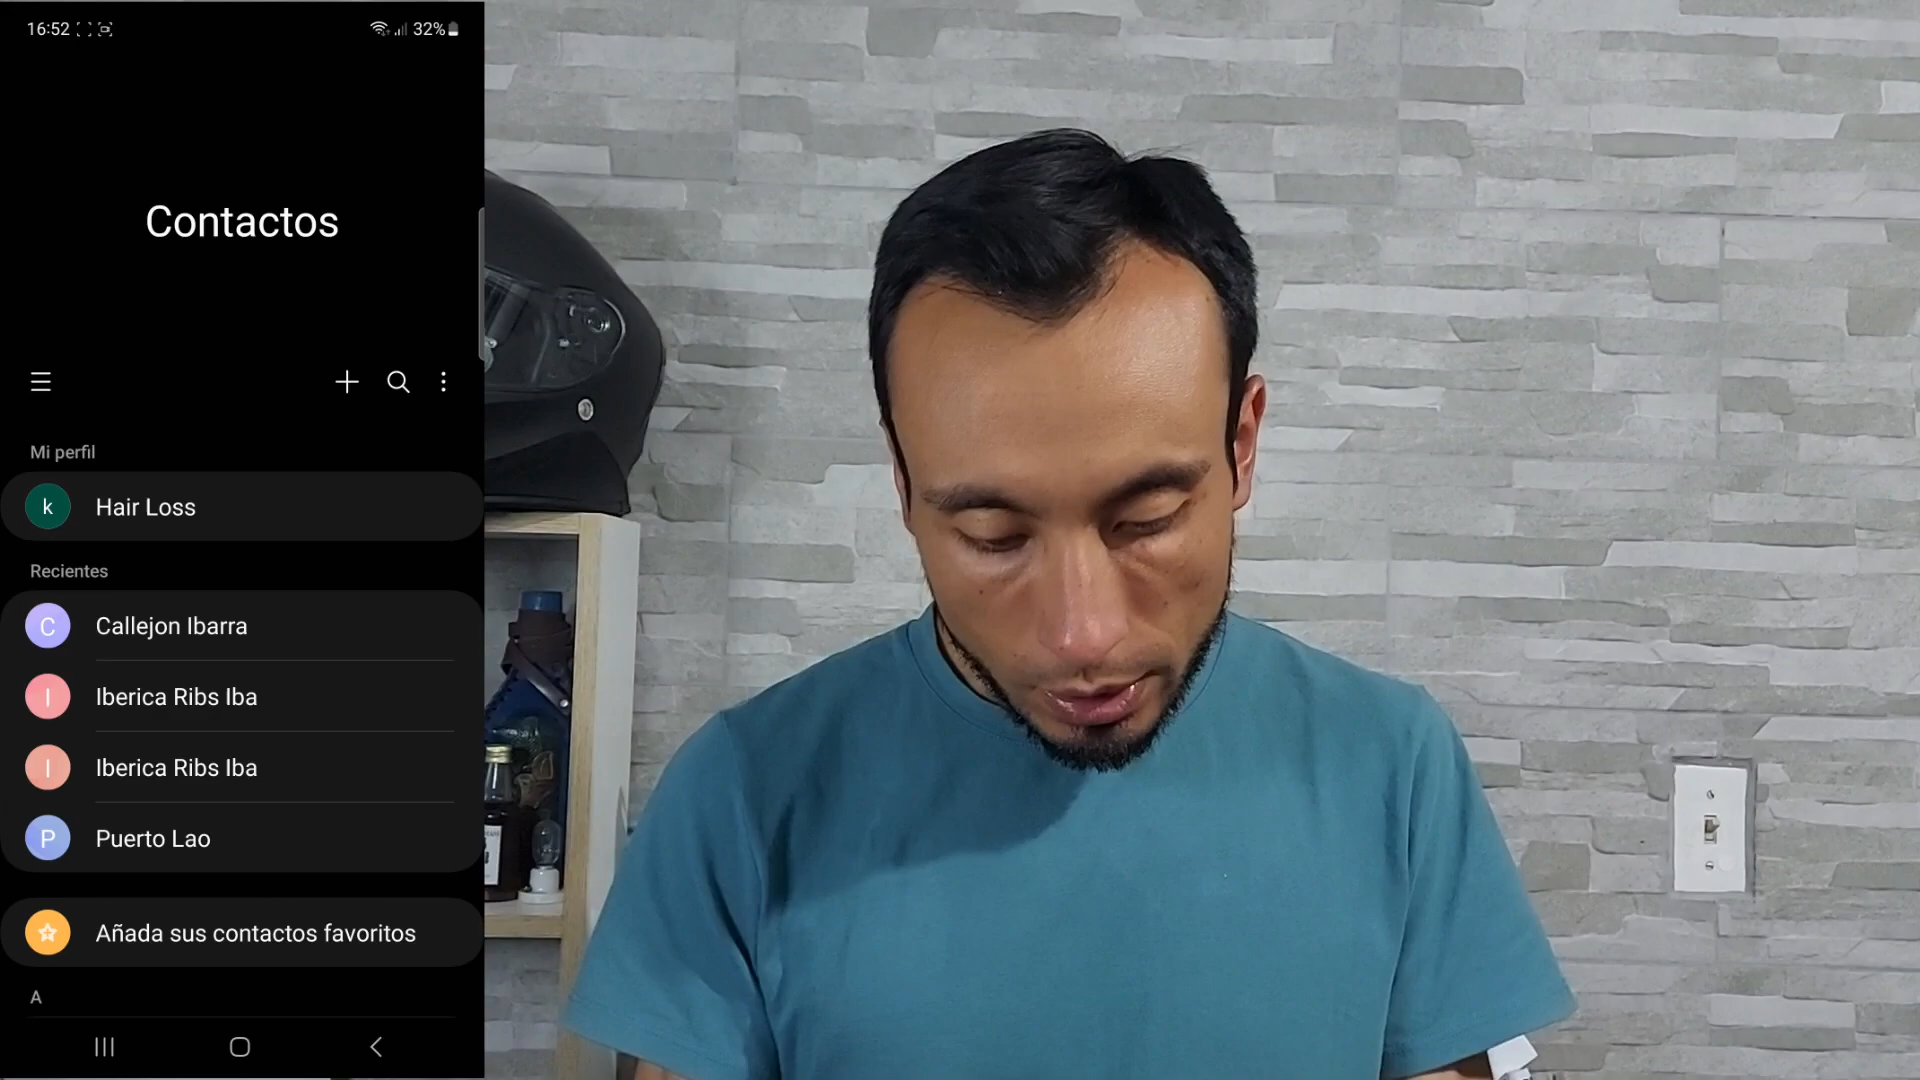 16:52
32%
Contactos
Mi perfil
k
Hair Loss
Recientes
C
Callejon Ibarra
I
Iberica Ribs Iba
I
Iberica Ribs Iba
P
Puerto Lao
Añada sus contactos favoritos
A